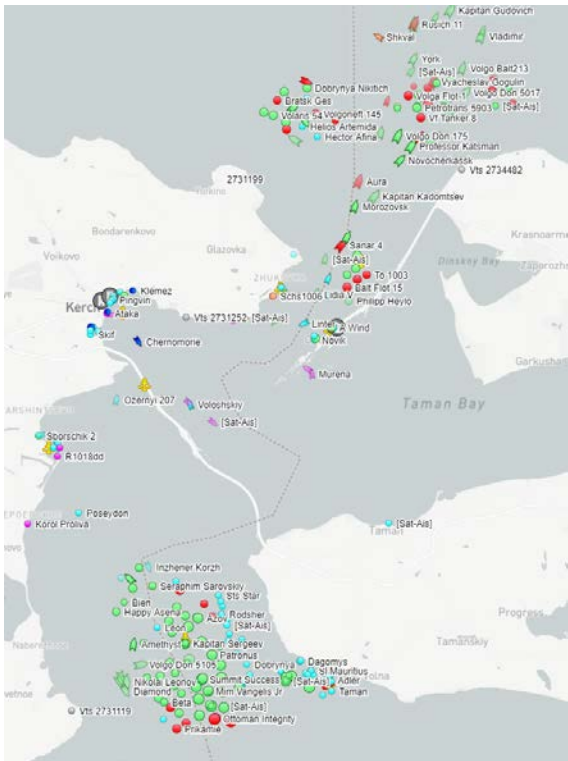 Kapitan Gudovich
Rusich 11
Shkval
Vladimir
York
[Sat-Ais]
Volgo Balt213
Dobrynya Nikitich
Vyacheslav Gogulin
Bratsk Ges
Volga Flot-1
Volgo Don 5017
Volgoneft 145
Petrotrans 5903
[Sat-Ais]
Volans 54
Vf Tanker 8
Helios Artemida
Hector Afina
Volgo Don 175
Professor Katsman
Novocherkassk
Vts 2734482
2731199
Aura
Yurkino
Kapitan Kadomtsev
Morozovsk
Bondarenkovo
Krasnoarme
Sanar 4
Voikovo
Glazovka
[Sat-Ais]
Dinskoy Bay
Zaporozhs
To 1003
Klemez
Schs1006
Lidia V
Balt Flot 15
Pingvin
Philipp Heylo
Kerch
Ataka
Vts 2731252
[Sat-Ais]
Linter
A Wind
Skif
Chernomorie
Novik
Garkusha
Murena
Ozernyi 207
Voloshskiy
Taman Bay
[Sat-Ais]
Sborschik 2
R1018dd
Poseydon
Korol Proliva
Taman
[Sat-Ais]
Inzhener Korzh
Seraphim Sarovskiy
Sts Star
Bien
Happy Asena
Azov
Rodsher
Progress
Leon
[Sat-Ais]
Amethyst
Kapitan Sergeev
Tamanskiy
Patronus
Volgo Don 5105
Dobrynya
Dagomys
Sl Mauritius
Volna
Nikolai Leonov
Summit Success
[Sat-Ais]
Adler
Diamond
Mim Vangelis Jr
Taman
Beta
[Sat-Ais]
Vts 2731119
Ottoman Integrity
Prikamie